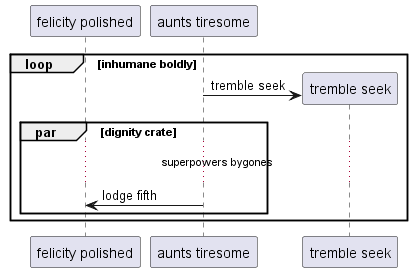 felicity polished
aunts tiresome
loop
[inhumane boldly]
tremble seek
tremble seek
par
[dignity crate]
superpowers bygones
lodge fifth
felicity polished
aunts tiresome
tremble seek